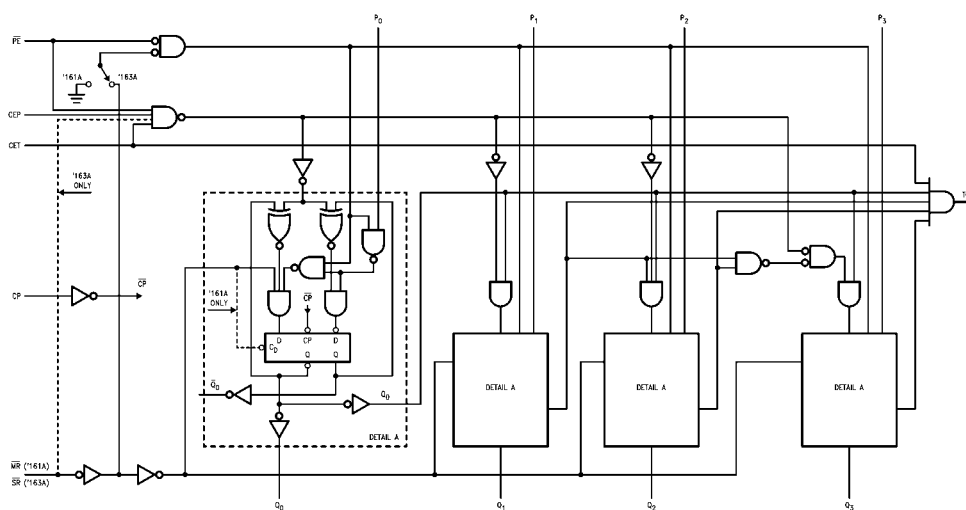 P0
P1
P2
P3
PE
'161A
'163A
CEP
CET
'163A
ONLY
CP
CP
'161A
ONLY
CP
D
CP
D
CD
Q
Q
Q0
Q0
DETAIL A
DETAIL A
DETAIL A
DETAIL A
MR ('161A)
SR ('163A)
Q0
Q1
Q2
Q3